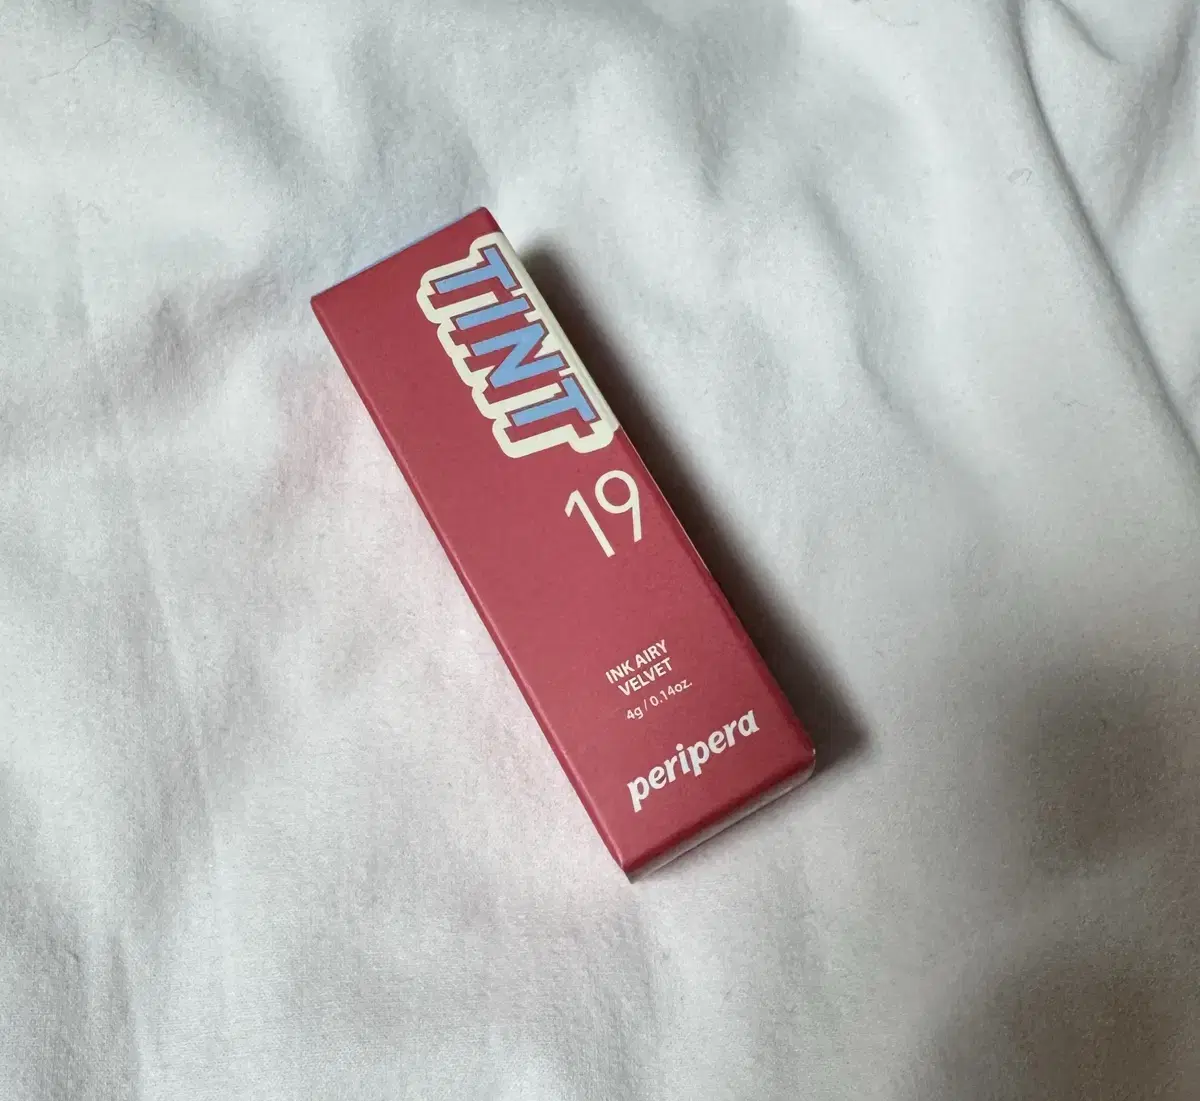 TINT
19
INK AIRY
VELVET
4g / 0.14oz.
peripera